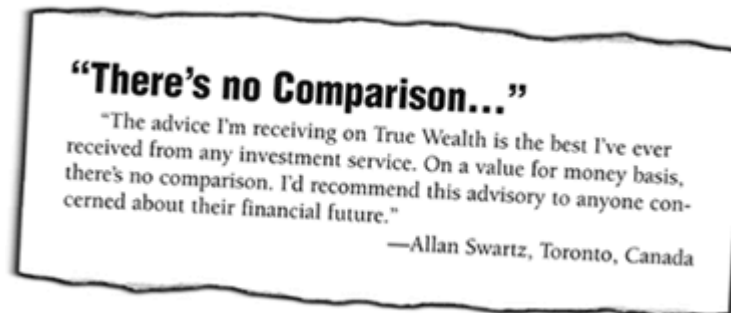 “There’s no Comparison...”
“The advice I’m receiving on True Wealth is the best I’ve ever
received from any investment service. On a value for money basis,
there’s no comparison. I’d recommend this advisory to anyone con-
cerned about their financial future.”
—Allan Swartz, Toronto, Canada